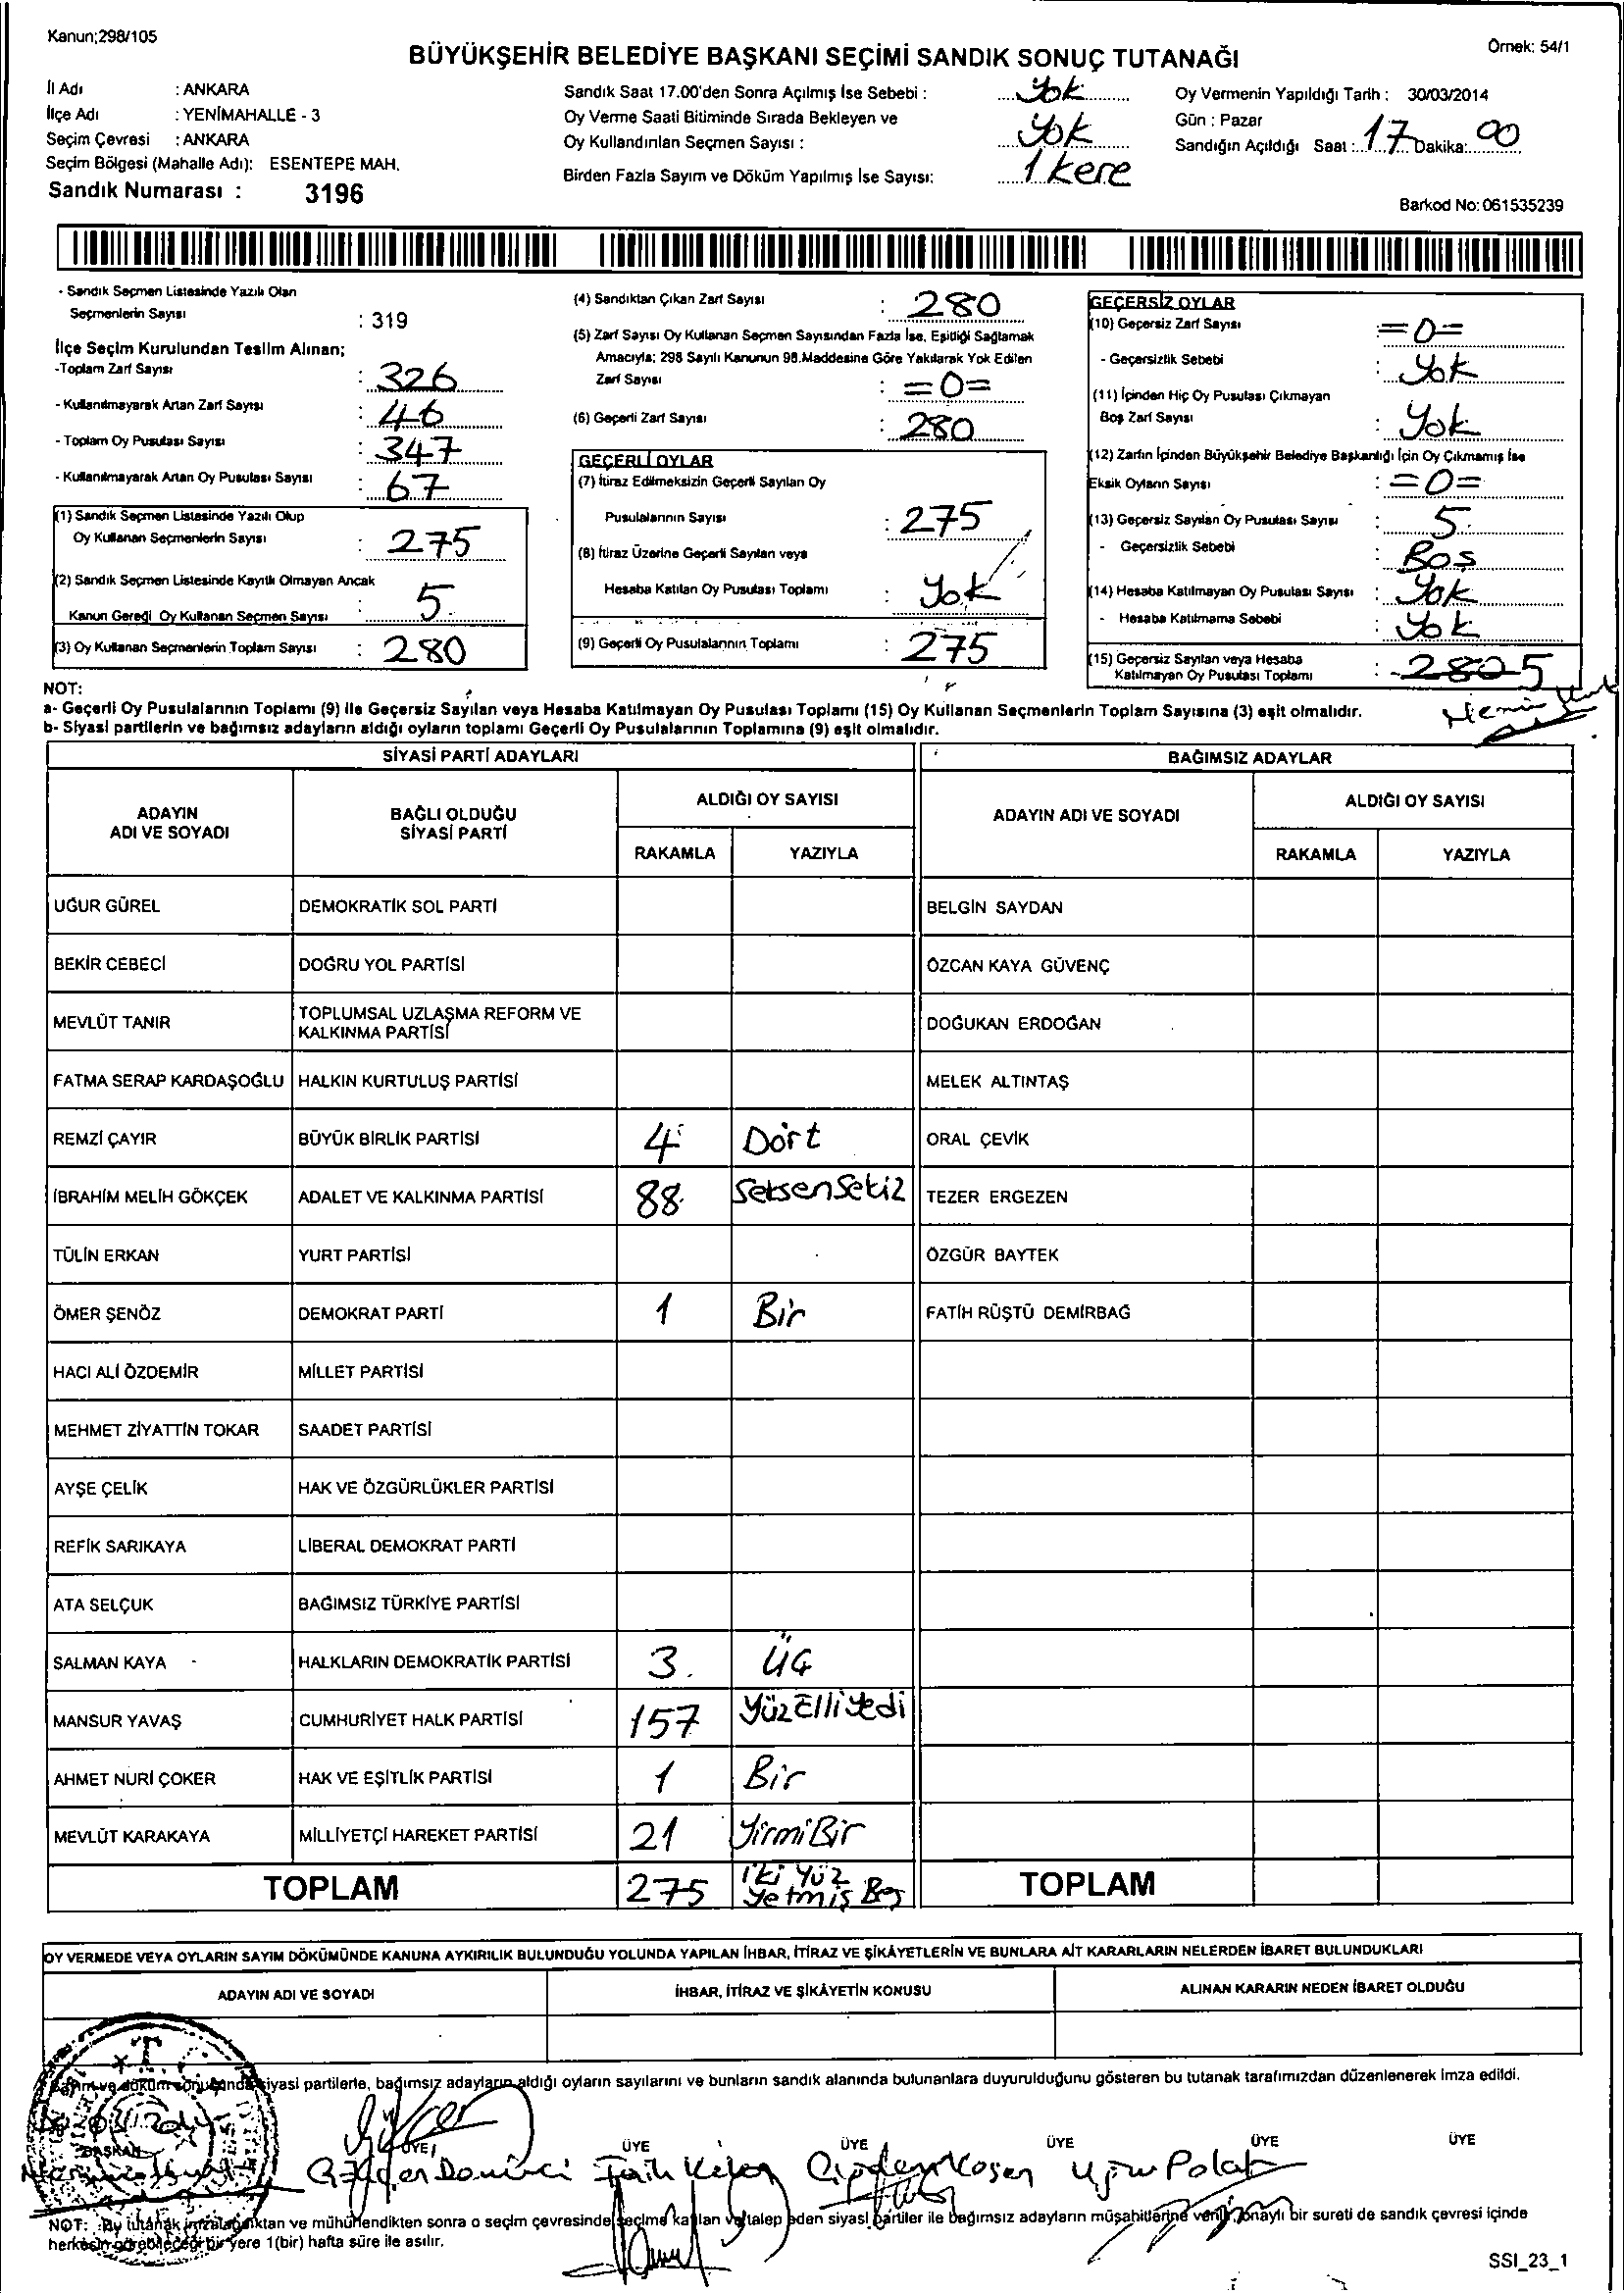 Kanun;298/105
Örnek: 54/1
BÜYÜKŞEHİR BELEDİYE BAŞKANI SEÇİMİ SANDIK SONUÇ TUTANAĞI
İl Adı : ANKARA
İlçe Adı : YENİMAHALLE - 3
Seçim Çevresi : ANKARA
Seçim Bölgesi (Mahalle Adı): ESENTEPE MAH.
Sandık Numarası : 3196
Sandık Saat 17.00'den Sonra Açılmış İse Sebebi : Yok
Oy Verme Saati Bitiminde Sırada Bekleyen ve
Oy Kullandırılan Seçmen Sayısı : Yok
Birden Fazla Sayım ve Döküm Yapılmış İse Sayısı: 1 kere
Oy Vermenin Yapıldığı Tarih : 30/03/2014
Gün : Pazar
Sandığın Açıldığı Saat : 17 Dakika: 00
Barkod No: 061535239
- Sandık Seçmen Listesinde Yazılı Olan
Seçmenlerin Sayısı : 319
İlçe Seçim Kurulundan Teslim Alınan;
-Toplam Zarf Sayısı : 326
- Kullanılmayarak Artan Zarf Sayısı : 46
- Toplam Oy Pusulası Sayısı : 347
- Kullanılmayarak Artan Oy Pusulası Sayısı : 67
(1) Sandık Seçmen Listesinde Yazılı Olup
Oy Kullanan Seçmenlerin Sayısı : 275
(2) Sandık Seçmen Listesinde Kayıtlı Olmayan Ancak
Kanun Gereği Oy Kullanan Seçmen Sayısı : 5
(3) Oy Kullanan Seçmenlerin Toplam Sayısı : 280
(4) Sandıktan Çıkan Zarf Sayısı : 280
(5) Zarf Sayısı Oy Kullanan Seçmen Sayısından Fazla İse, Eşitliği Sağlamak
Amacıyla; 298 Sayılı Kanunun 98.Maddesine Göre Yakılarak Yok Edilen
Zarf Sayısı : =0=
(6) Geçerli Zarf Sayısı : 280
GEÇERLİ OYLAR
(7) İtiraz Edilmeksizin Geçerli Sayılan Oy
Pusulalarının Sayısı : 275
(8) İtiraz Üzerine Geçerli Sayılan veya
Hesaba Katılan Oy Pusulası Toplamı : Yok
(9) Geçerli Oy Pusulalarının Toplamı : 275
GEÇERSİZ OYLAR
(10) Geçersiz Zarf Sayısı =0=
- Geçersizlik Sebebi : Yok
(11) İçinden Hiç Oy Pusulası Çıkmayan
Boş Zarf Sayısı : Yok
(12) Zarfın İçinden Büyükşehir Belediye Başkanlığı İçin Oy Çıkmamış İse
Eksik Oyların Sayısı : =0=
(13) Geçersiz Sayılan Oy Pusulası Sayısı : 5
- Geçersizlik Sebebi : Boş
(14) Hesaba Katılmayan Oy Pusulası Sayısı : Yok
- Hesaba Katılmama Sebebi : Yok
(15) Geçersiz Sayılan veya Hesaba
Katılmayan Oy Pusulası Toplamı : 280 5
NOT:
a- Geçerli Oy Pusulalarının Toplamı (9) ile Geçersiz Sayılan veya Hesaba Katılmayan Oy Pusulası Toplamı (15) Oy Kullanan Seçmenlerin Toplam Sayısına (3) eşit olmalıdır.
b- Siyasi partilerin ve bağımsız adayların aldığı oyların toplamı Geçerli Oy Pusulalarının Toplamına (9) eşit olmalıdır.
SİYASİ PARTİ ADAYLARI BAĞIMSIZ ADAYLAR
ADAYIN ADI VE SOYADI BAĞLI OLDUĞU SİYASİ PARTİ ALDIĞI OY SAYISI ADAYIN ADI VE SOYADI ALDIĞI OY SAYISI
RAKAMLA YAZIYLA RAKAMLA YAZIYLA
UĞUR GÜREL DEMOKRATİK SOL PARTİ BELGİN SAYDAN
BEKİR CEBECİ DOĞRU YOL PARTİSİ ÖZCAN KAYA GÜVENÇ
MEVLÜT TANIR TOPLUMSAL UZLAŞMA REFORM VE KALKINMA PARTİSİ DOĞUKAN ERDOĞAN
FATMA SERAP KARDAŞOĞLU HALKIN KURTULUŞ PARTİSİ MELEK ALTINTAŞ
REMZİ ÇAYIR BÜYÜK BİRLİK PARTİSİ 4 Dört ORAL ÇEVİK
İBRAHİM MELİH GÖKÇEK ADALET VE KALKINMA PARTİSİ 88 Seksen Sekiz TEZER ERGEZEN
TÜLİN ERKAN YURT PARTİSİ ÖZGÜR BAYTEK
ÖMER ŞENÖZ DEMOKRAT PARTİ 1 Bir FATİH RÜŞTÜ DEMİRBAĞ
HACI ALİ ÖZDEMİR MİLLET PARTİSİ
MEHMET ZİYATTİN TOKAR SAADET PARTİSİ
AYŞE ÇELİK HAK VE ÖZGÜRLÜKLER PARTİSİ
REFİK SARIKAYA LİBERAL DEMOKRAT PARTİ
ATA SELÇUK BAĞIMSIZ TÜRKİYE PARTİSİ
SALMAN KAYA HALKLARIN DEMOKRATİK PARTİSİ 3 Üç
MANSUR YAVAŞ CUMHURİYET HALK PARTİSİ 157 Yüz Elli Yedi
AHMET NURİ ÇOKER HAK VE EŞİTLİK PARTİSİ 1 Bir
MEVLÜT KARAKAYA MİLLİYETÇİ HAREKET PARTİSİ 21 Yirmi Bir
TOPLAM 275 İki Yüz Yetmiş Beş TOPLAM
OY VERMEDE VEYA OYLARIN SAYIM DÖKÜMÜNDE KANUNA AYKIRILIK BULUNDUĞU YOLUNDA YAPILAN İHBAR, İTİRAZ VE ŞİKÂYETLERİN VE BUNLARA AİT KARARLARIN NELERDEN İBARET BULUNDUKLARI
ADAYIN ADI VE SOYADI İHBAR, İTİRAZ VE ŞİKÂYETİN KONUSU ALINAN KARARIN NEDEN İBARET OLDUĞU
Sayım ve döküm sonucunda siyasi partilerle, bağımsız adayların aldığı oyların sayılarını ve bunların sandık alanında bulunanlara duyurulduğunu gösteren bu tutanak tarafımızdan düzenlenerek imza edildi.
BAŞKAN ÜYE ÜYE ÜYE ÜYE ÜYE ÜYE
Polat
NOT: Bu tutanak imzalandıktan ve mühürlendikten sonra o seçim çevresinde seçime katılan ve talep eden siyasi partiler ile bağımsız adayların müşahitlerine verilir, onaylı bir sureti de sandık çevresi içinde
herkesin görebileceği bir yere 1(bir) hafta süre ile asılır.
SSI_23_1